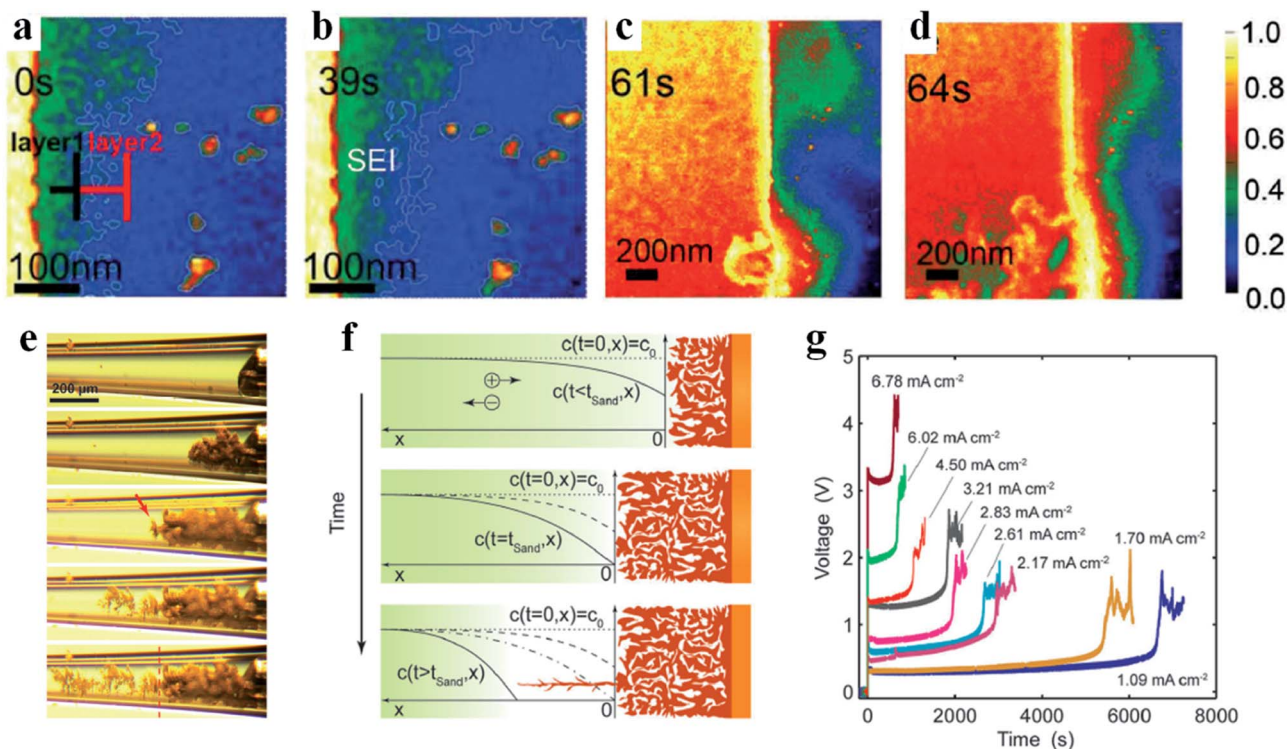 a
0s
layer1 layer2
100nm
b
39s
SEI
100nm
c
61s
200nm
d
64s
200nm
1.0
0.8
0.6
0.4
0.2
0.0
e
200 μm
f
Time
c(t=0,x)=c₀
c(t<tSand,x)
+
−
x
0
c(t=0,x)=c₀
c(t=tSand,x)
x
0
c(t=0,x)=c₀
c(t>tSand,x)
x
0
g
Voltage (V)
5
4
3
2
1
0
6.78 mA cm⁻²
6.02 mA cm⁻²
4.50 mA cm⁻²
3.21 mA cm⁻²
2.83 mA cm⁻²
2.61 mA cm⁻²
2.17 mA cm⁻²
1.70 mA cm⁻²
1.09 mA cm⁻²
0 2000 4000 6000 8000
Time (s)